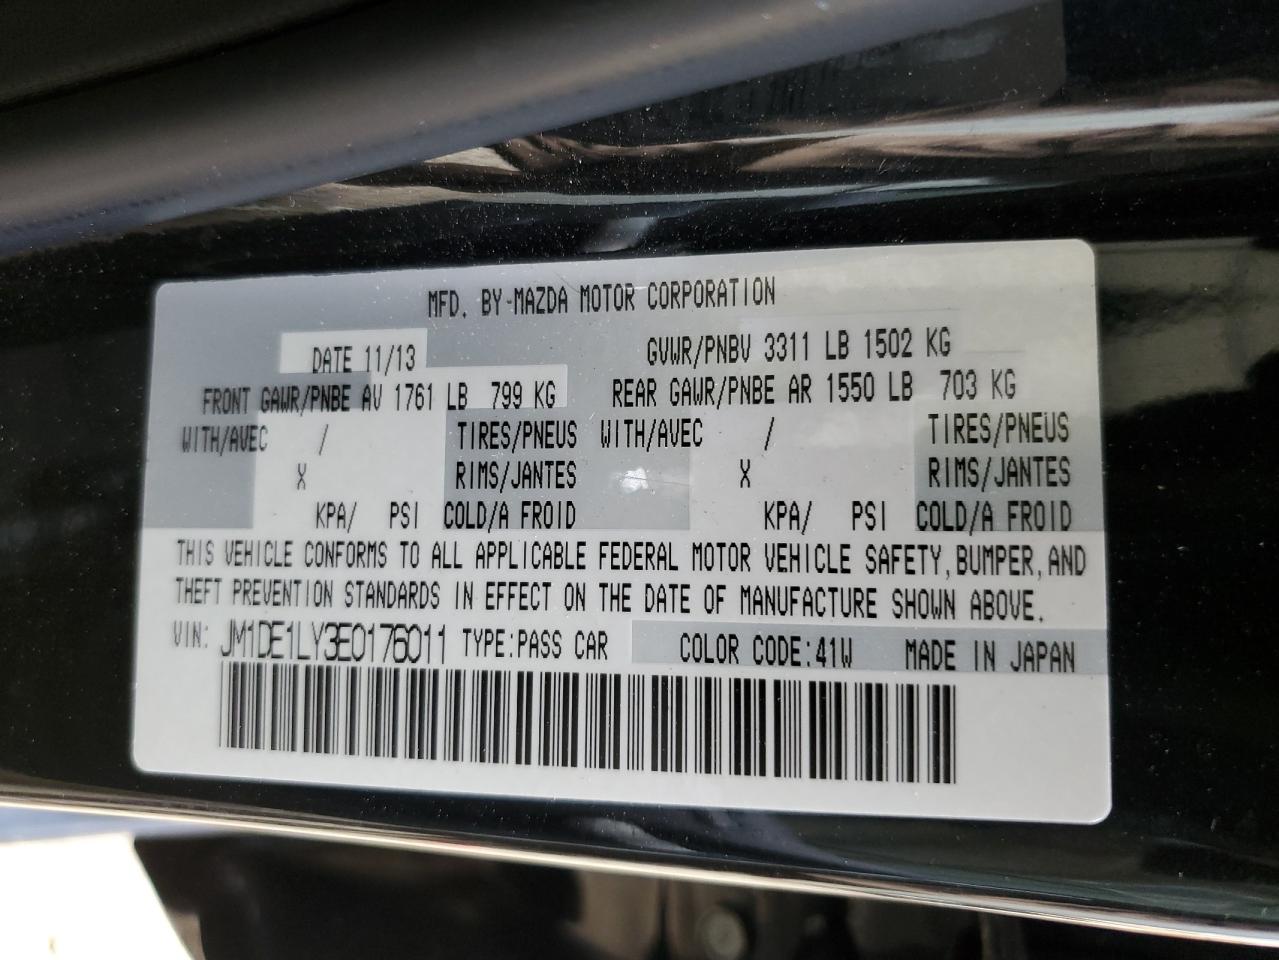 MFD. BY-MAZDA MOTOR CORPORATION
DATE 11/13 GVWR/PNBV 3311 LB 1502 KG
FRONT GAWR/PNBE AV 1761 LB 799 KG REAR GAWR/PNBE AR 1550 LB 703 KG
WITH/AVEC / TIRES/PNEUS WITH/AVEC / TIRES/PNEUS
X RIMS/JANTES X RIMS/JANTES
KPA/ PSI COLD/A FROID KPA/ PSI COLD/A FROID
THIS VEHICLE CONFORMS TO ALL APPLICABLE FEDERAL MOTOR VEHICLE SAFETY, BUMPER, AND
THEFT PREVENTION STANDARDS IN EFFECT ON THE DATE OF MANUFACTURE SHOWN ABOVE.
VIN: JM1DE1LY3E0176011 TYPE:PASS CAR COLOR CODE:41W MADE IN JAPAN